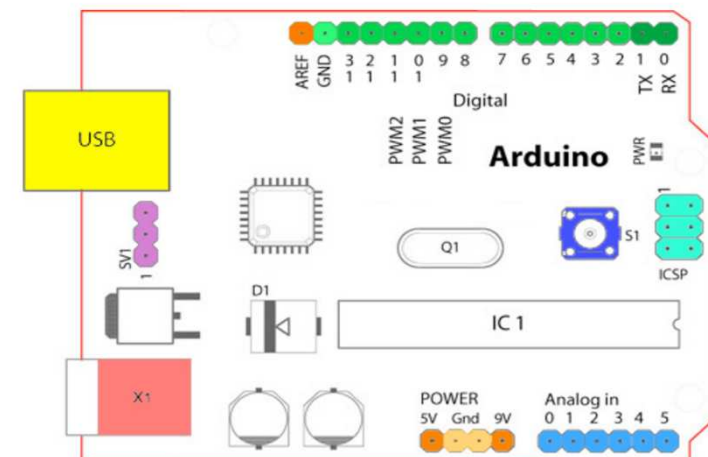 AREF GND 13 12 11 10 9 8 7 6 5 4 3 2 TX 1 RX 0
Digital
PWM2 PWM1 PWM0
Arduino
PWR
USB
1
SV1
1
Q1
S1
ICSP
D1
IC 1
X1
POWER
5V Gnd 9V
Analog in
0 1 2 3 4 5